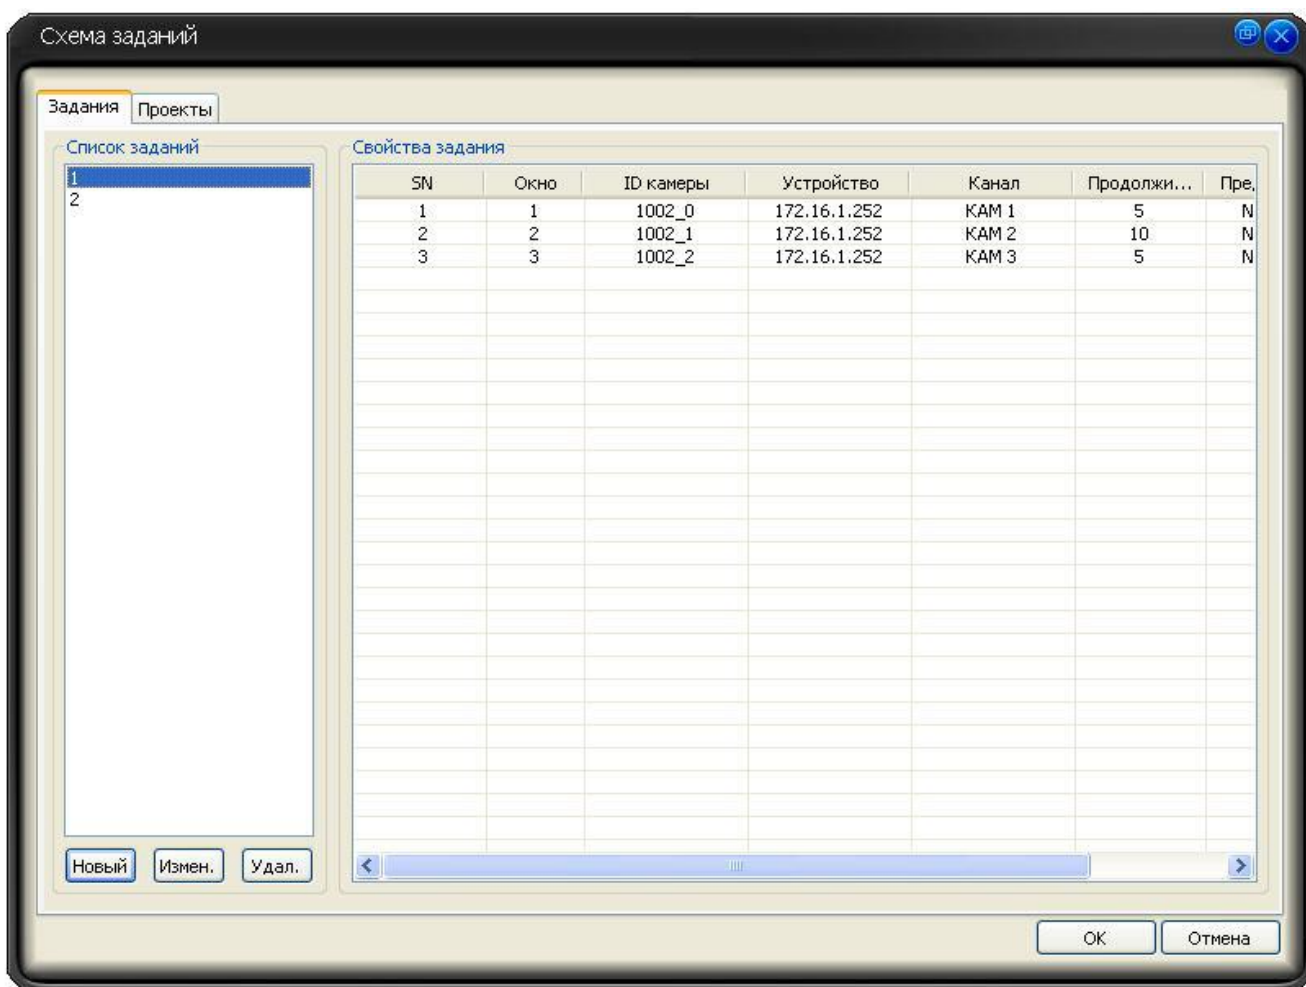 Схема заданий
Задания Проекты
Список заданий
1
2
Новый Измен. Удал.
Свойства задания
SN Окно ID камеры Устройство Канал Продолжи... Пред
1 1 1002_0 172.16.1.252 КАМ 1 5 N
2 2 1002_1 172.16.1.252 КАМ 2 10 N
3 3 1002_2 172.16.1.252 КАМ 3 5 N
OK Отмена